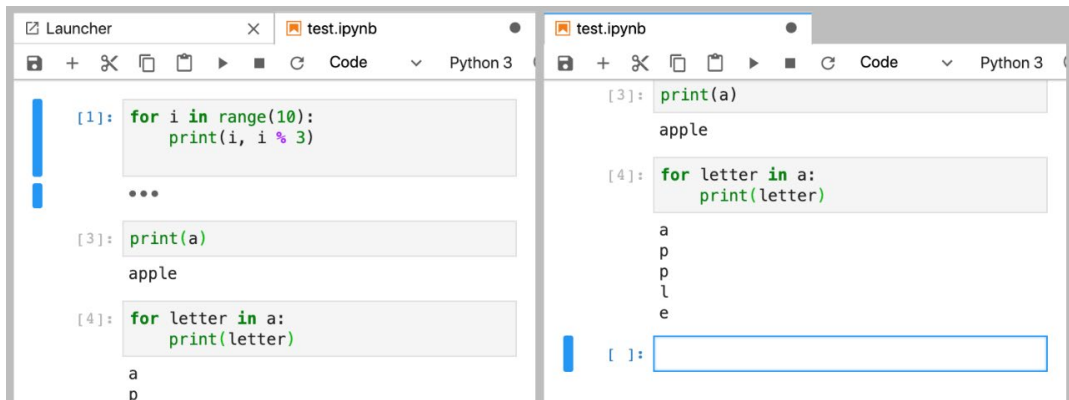 Launcher
test.ipynb
Code
Python 3
[1]: for i in range(10):
print(i, i % 3)
•••
[3]: print(a)
apple
[4]: for letter in a:
print(letter)
a
p
test.ipynb
Code
Python 3
[3]: print(a)
apple
[4]: for letter in a:
print(letter)
a
p
p
l
e
[ ]: